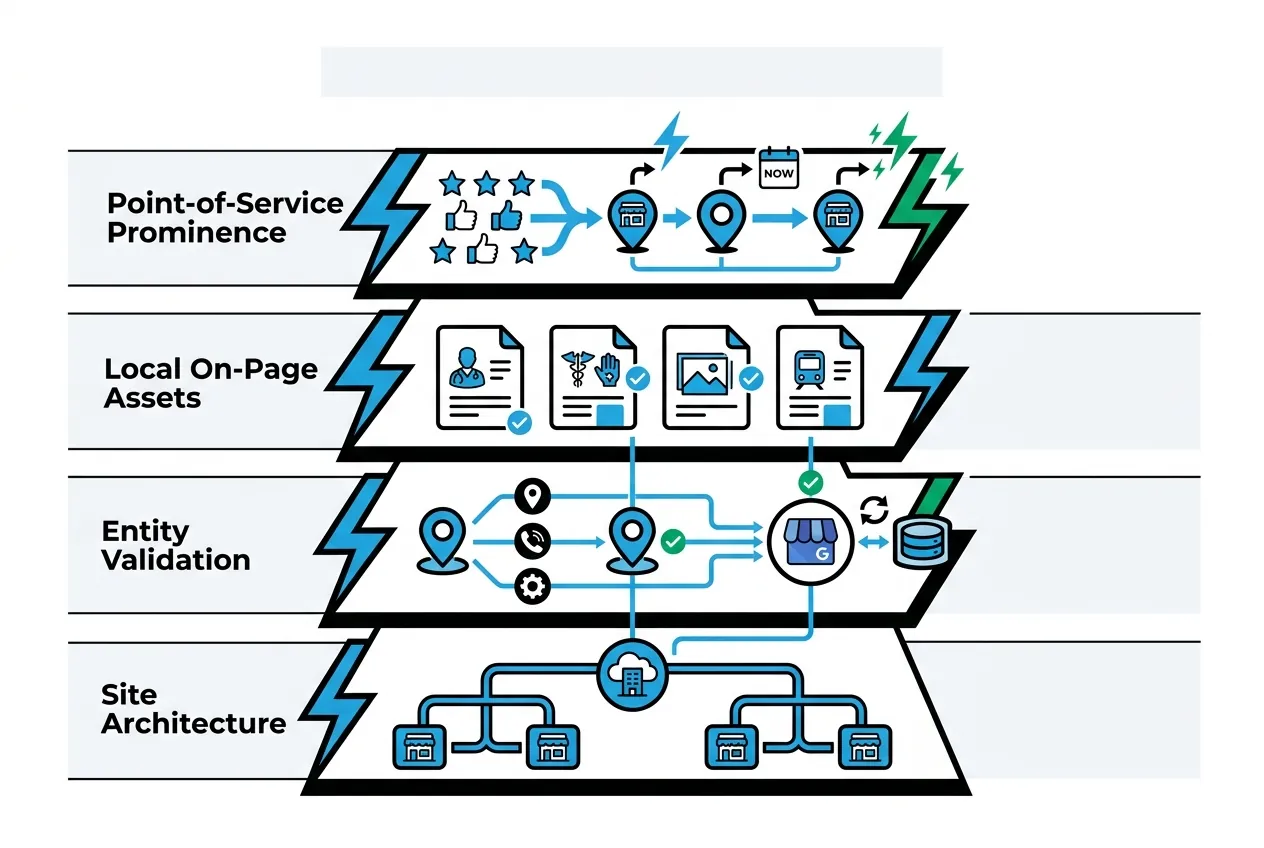 NOW
Point-of-Service
Prominence
Local On-Page
Assets
Entity
Validation
G
Site
Architecture